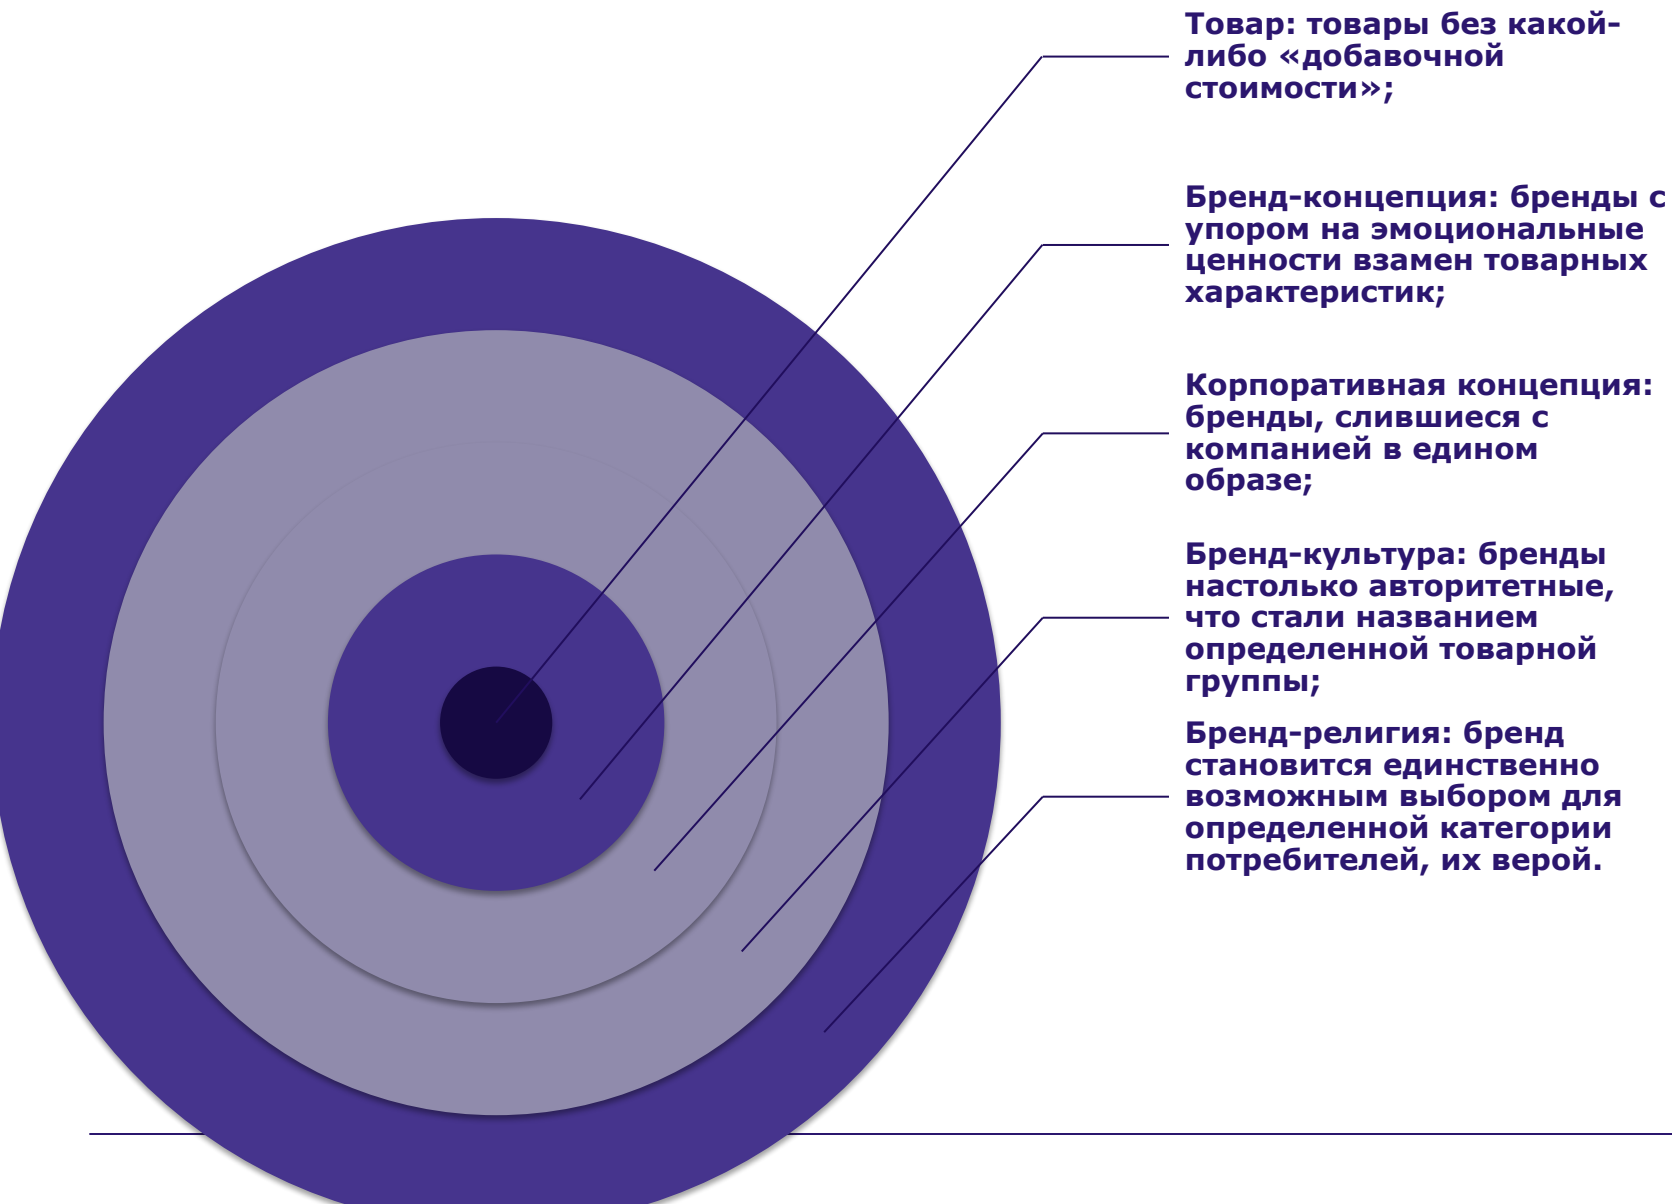 Товар: товары без какой-
либо «добавочной
стоимости»;
Бренд-концепция: бренды с
упором на эмоциональные
ценности взамен товарных
характеристик;
Корпоративная концепция:
бренды, слившиеся с
компанией в едином
образе;
Бренд-культура: бренды
настолько авторитетные,
что стали названием
определенной товарной
группы;
Бренд-религия: бренд
становится единственно
возможным выбором для
определенной категории
потребителей, их верой.